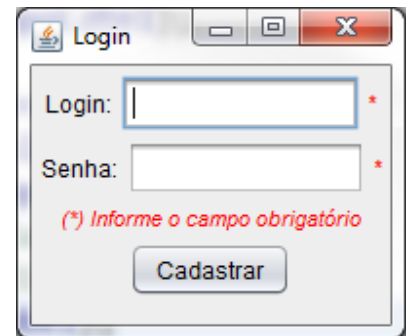 Login
Login: *
Senha: *
(*) Informe o campo obrigatório
Cadastrar